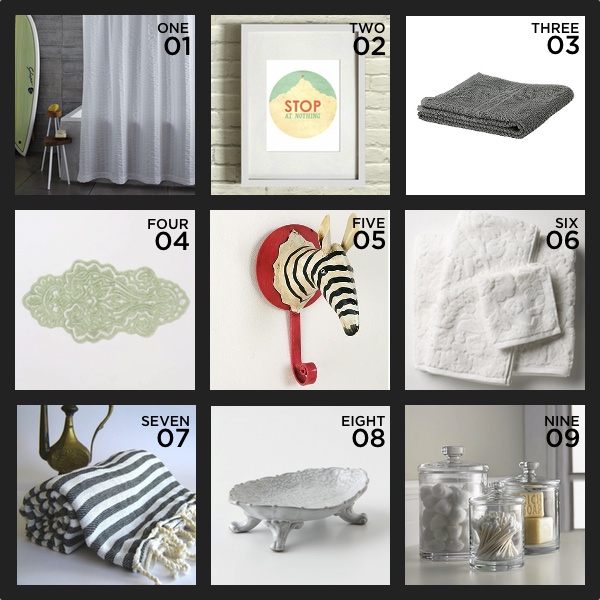 ONE
01
TWO
02
STOP
AT NOTHING
THREE
03
FOUR
04
FIVE
05
SIX
06
SEVEN
07
EIGHT
08
NINE
09